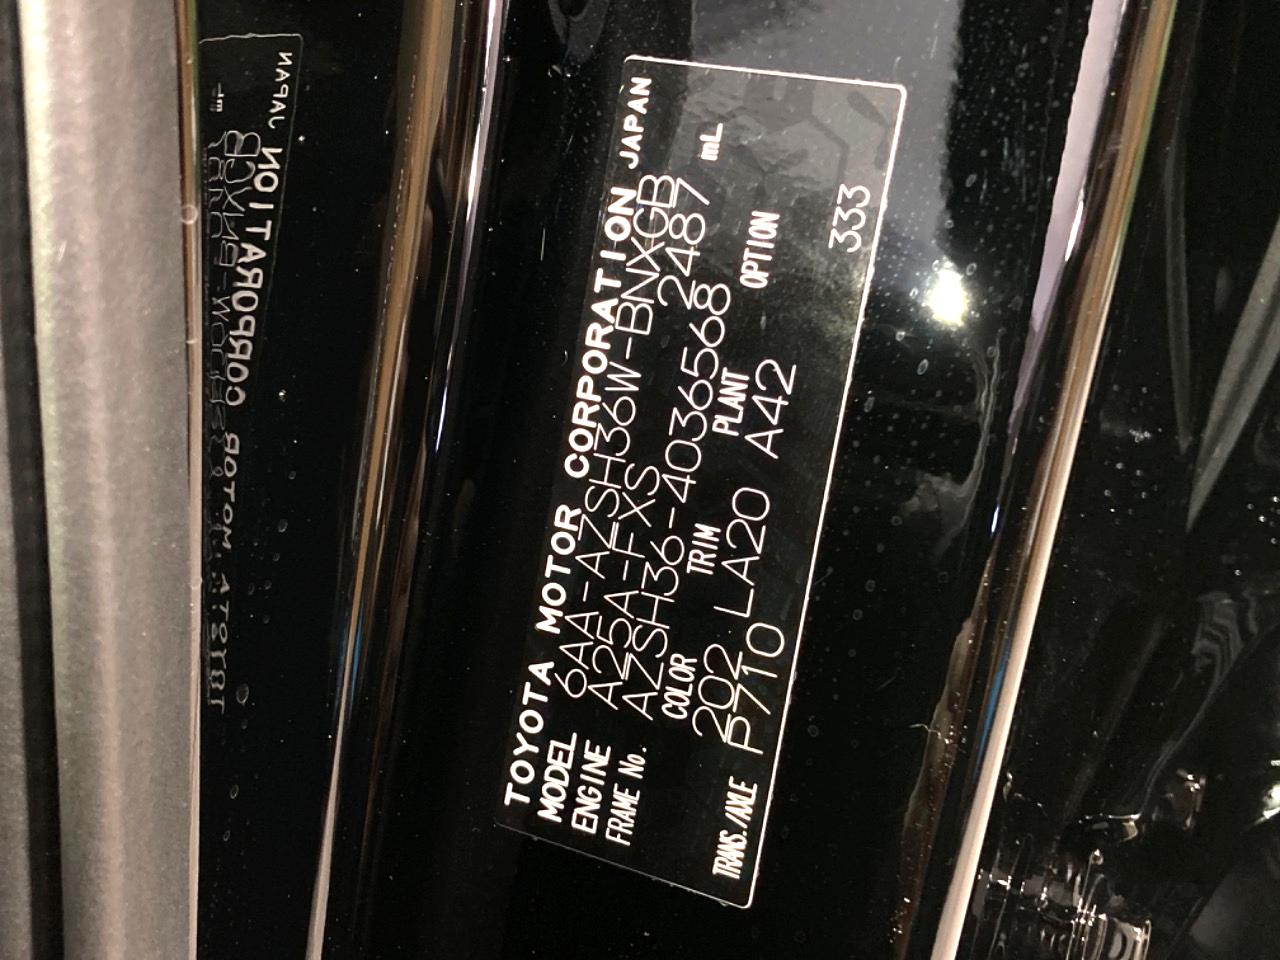 TOYOTA MOTOR CORPORATION JAPAN
MODEL 6AA-AZSH36W-BNXGB
ENGINE A25A-FXS 2487 mL
FRAME No. AZSH36-4036568
COLOR TRIM PLANT OPTION
202 LA20 A42
TRANS./AXLE P710 333